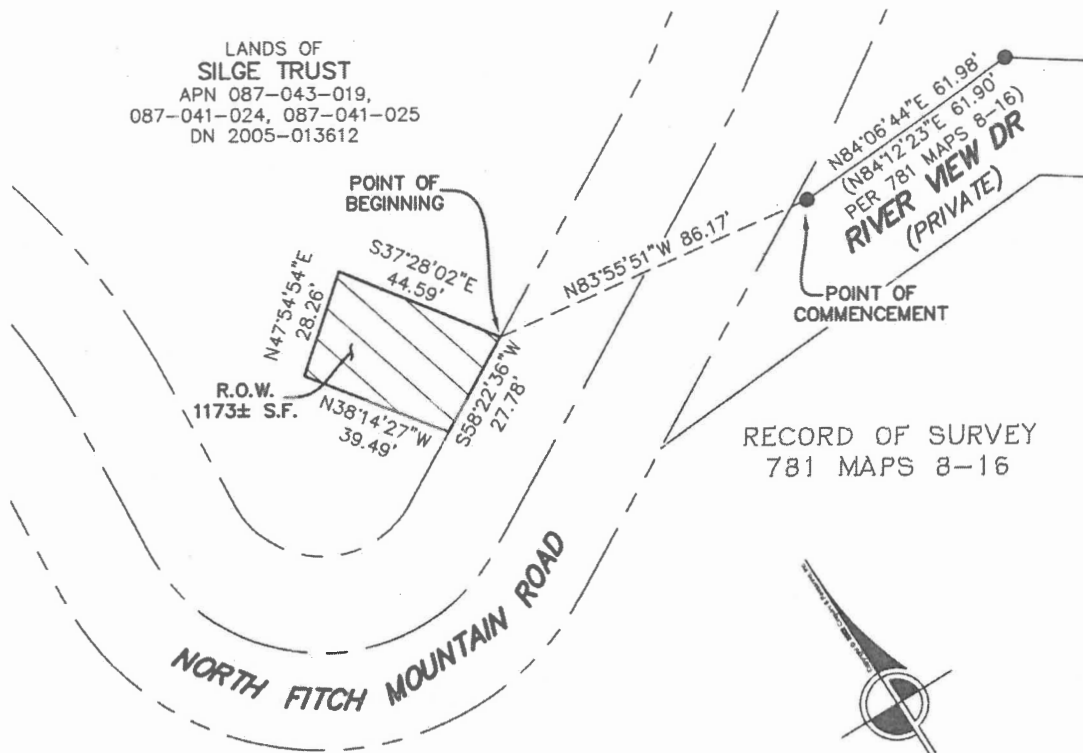 LANDS OF
SILGE TRUST
APN 087-043-019,
087-041-024, 087-041-025
DN 2005-013612
POINT OF
BEGINNING
N84°06'44"E 61.98'
(N84°12'23"E 61.90'
PER 781 MAPS 8-16)
RIVER VIEW DR
(PRIVATE)
N83°55'51"W 86.17'
POINT OF
COMMENCEMENT
S37°28'02"E
44.59'
N47°54'54"E
28.26'
R.O.W.
1173± S.F.
N38°14'27"W
39.49'
S58°22'36"W
27.78'
RECORD OF SURVEY
781 MAPS 8-16
NORTH FITCH MOUNTAIN ROAD